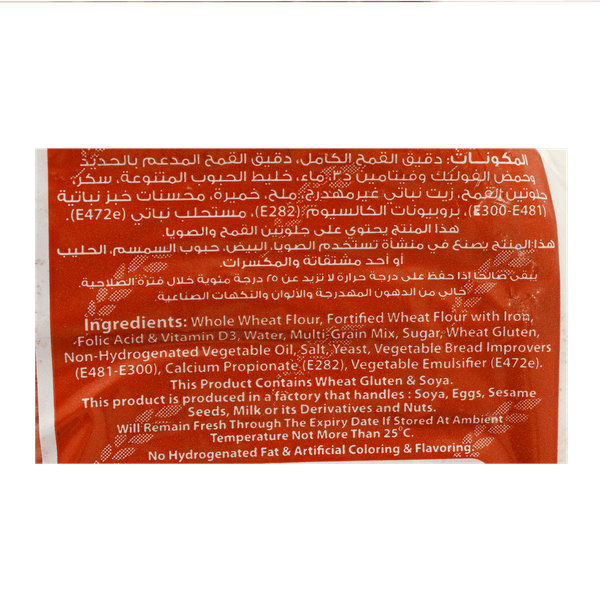 المكونات: دقيق القمح الكامل، دقيق القمح المدعم بالحديد
وحمض الفوليك وفيتامين د٣، ماء، خليط الحبوب المتنوعة، سكر،
جلوتين القمح، زيت نباتي غيرمهدرج، ملح، خميرة، محسنات خبز نباتية
(E300-E481)، بروبيونات الكالسيوم (E282)، مستحلب نباتي (E472e).
هذا المنتج يحتوي على جلوتين القمح والصويا.
هذا المنتج يصنع في منشأة تستخدم الصويا، البيض، حبوب السمسم، الحليب
أو أحد مشتقاته والمكسرات.
يبقى صالحاً إذا حفظ على درجة حرارة لا تزيد عن ٢٥ درجة مئوية خلال فترة الصلاحية.
خالي من الدهون المهدرجة والألوان والنكهات الصناعية.
Ingredients: Whole Wheat Flour, Fortified Wheat Flour with Iron,
Folic Acid & Vitamin D3, Water, Multi-Grain Mix, Sugar, Wheat Gluten,
Non-Hydrogenated Vegetable Oil, Salt, Yeast, Vegetable Bread Improvers
(E481-E300), Calcium Propionate (E282), Vegetable Emulsifier (E472e).
This Product Contains Wheat Gluten & Soya.
This product is produced in a factory that handles : Soya, Eggs, Sesame
Seeds, Milk or its Derivatives and Nuts.
Will Remain Fresh Through The Expiry Date If Stored At Ambient
Temperature Not More Than 25°C.
No Hydrogenated Fat & Artificial Coloring & Flavoring.